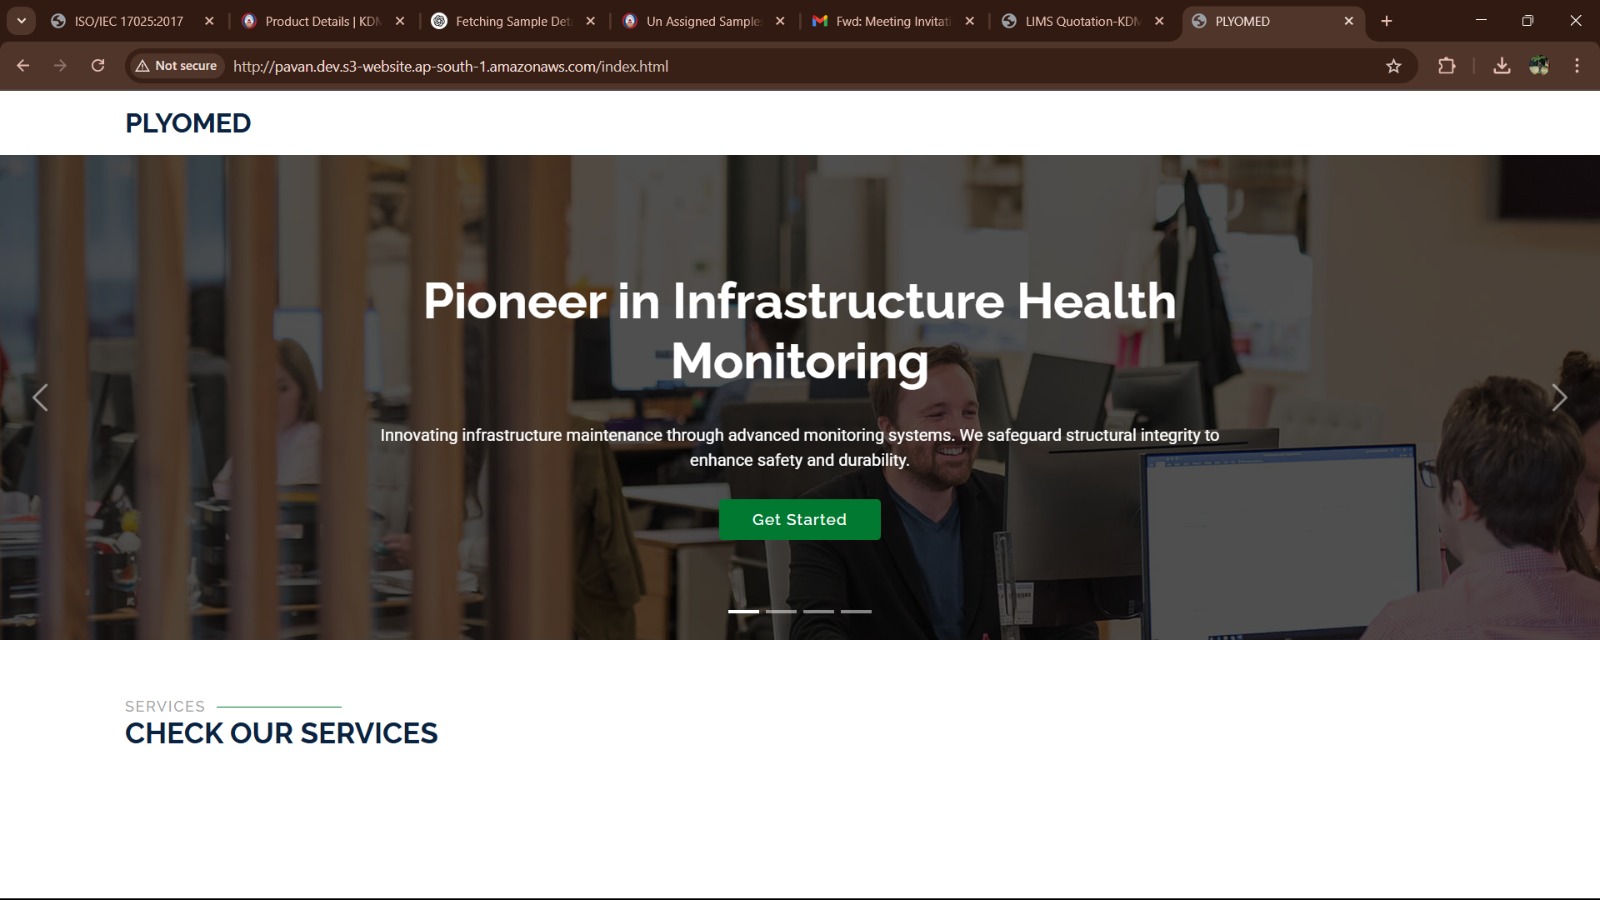 ISO/IEC 17025:2017
Product Details | KDM
Fetching Sample Det
Un Assigned Sample
Fwd: Meeting Invitati
LIMS Quotation-KDM
PLYOMED
Not secure
http://pavan.dev.s3-website.ap-south-1.amazonaws.com/index.html
PLYOMED
Pioneer in Infrastructure Health
Monitoring
Innovating infrastructure maintenance through advanced monitoring systems. We safeguard structural integrity to
enhance safety and durability.
Get Started
SERVICES
CHECK OUR SERVICES